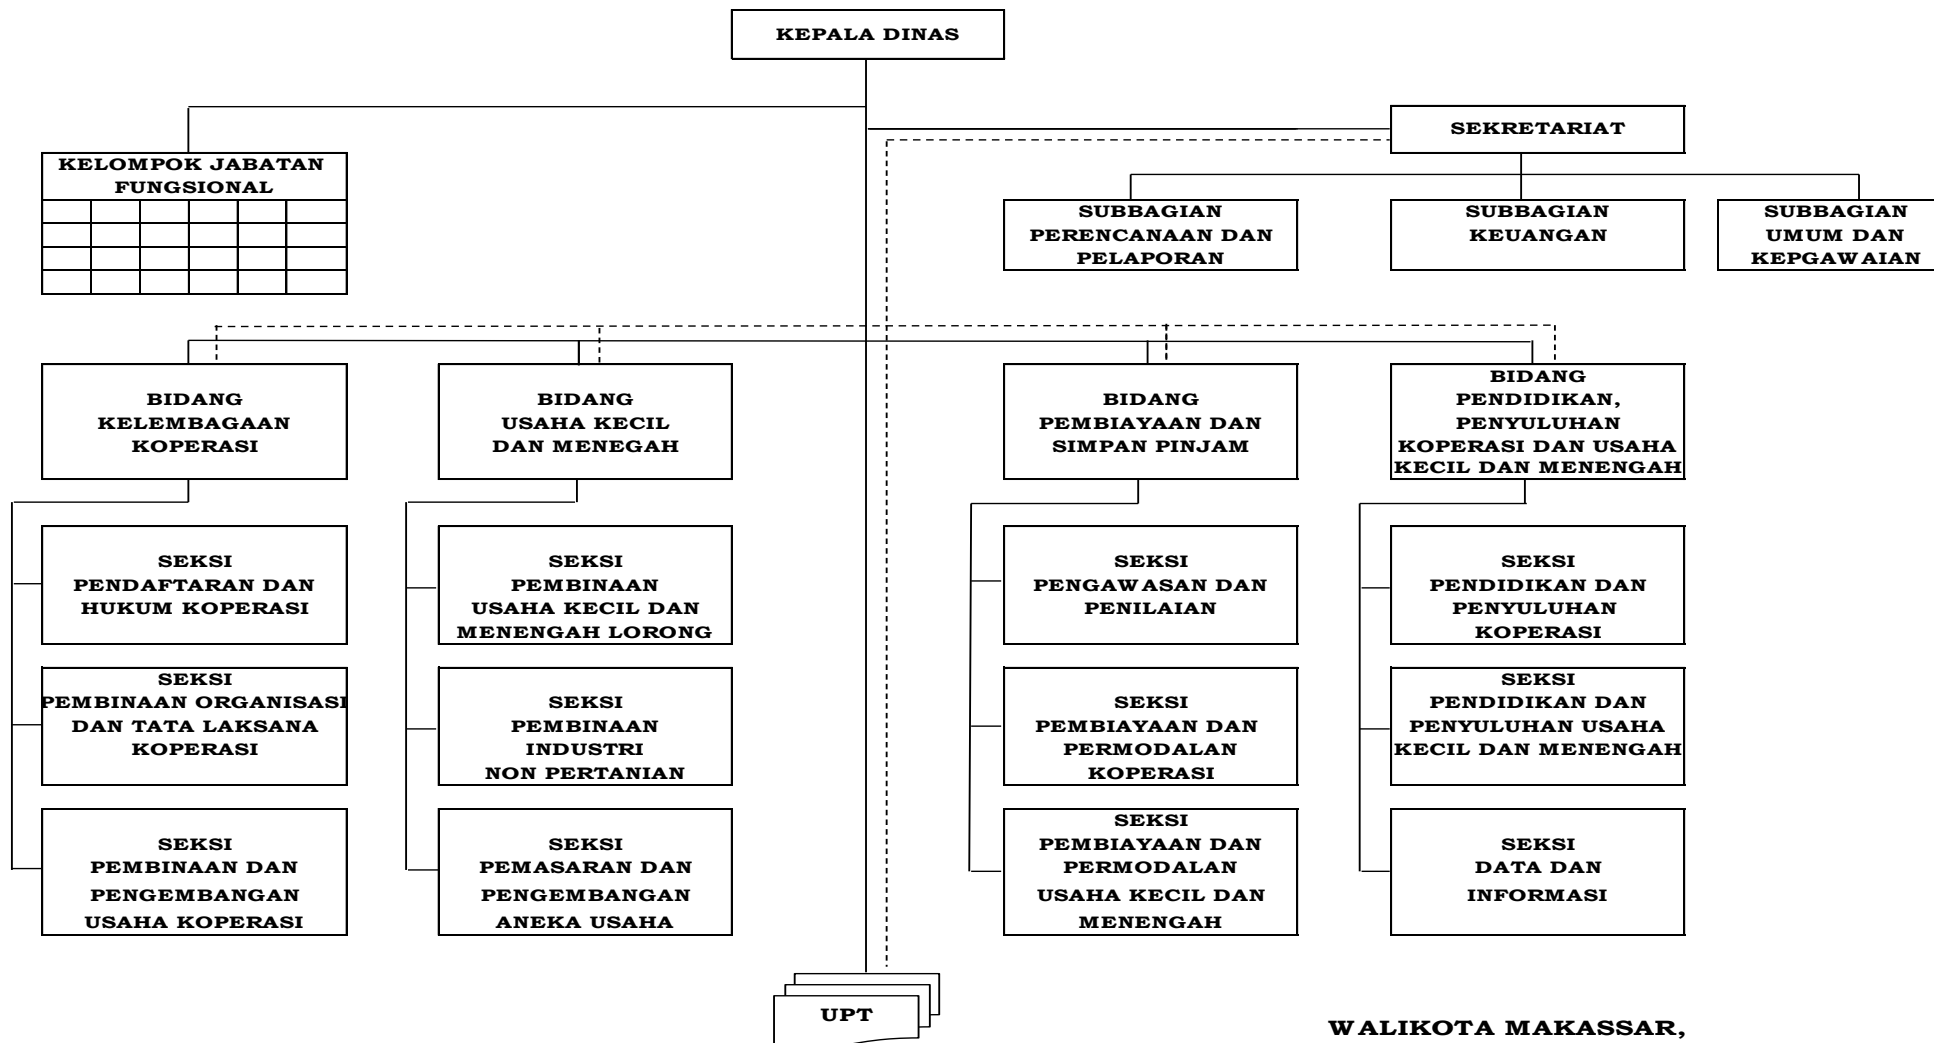 KEPALA DINAS
SEKRETARIAT
KELOMPOK JABATAN
FUNGSIONAL
SUBBAGIAN
PERENCANAAN DAN
PELAPORAN
SUBBAGIAN
KEUANGAN
SUBBAGIAN
UMUM DAN
KEPGAWAIAN
BIDANG
KELEMBAGAAN
KOPERASI
BIDANG
USAHA KECIL
DAN MENEGAH
BIDANG
PEMBIAYAAN DAN
SIMPAN PINJAM
BIDANG
PENDIDIKAN,
PENYULUHAN
KOPERASI DAN USAHA
KECIL DAN MENENGAH
SEKSI
PENDAFTARAN DAN
HUKUM KOPERASI
SEKSI
PEMBINAAN
USAHA KECIL DAN
MENENGAH LORONG
SEKSI
PENGAWASAN DAN
PENILAIAN
SEKSI
PENDIDIKAN DAN
PENYULUHAN
KOPERASI
SEKSI
PEMBINAAN ORGANISASI
DAN TATA LAKSANA
KOPERASI
SEKSI
PEMBINAAN
INDUSTRI
NON PERTANIAN
SEKSI
PEMBIAYAAN DAN
PERMODALAN
KOPERASI
SEKSI
PENDIDIKAN DAN
PENYULUHAN USAHA
KECIL DAN MENENGAH
SEKSI
PEMBINAAN DAN
PENGEMBANGAN
USAHA KOPERASI
SEKSI
PEMASARAN DAN
PENGEMBANGAN
ANEKA USAHA
SEKSI
PEMBIAYAAN DAN
PERMODALAN
USAHA KECIL DAN
MENENGAH
SEKSI
DATA DAN
INFORMASI
UPT
WALIKOTA MAKASSAR,